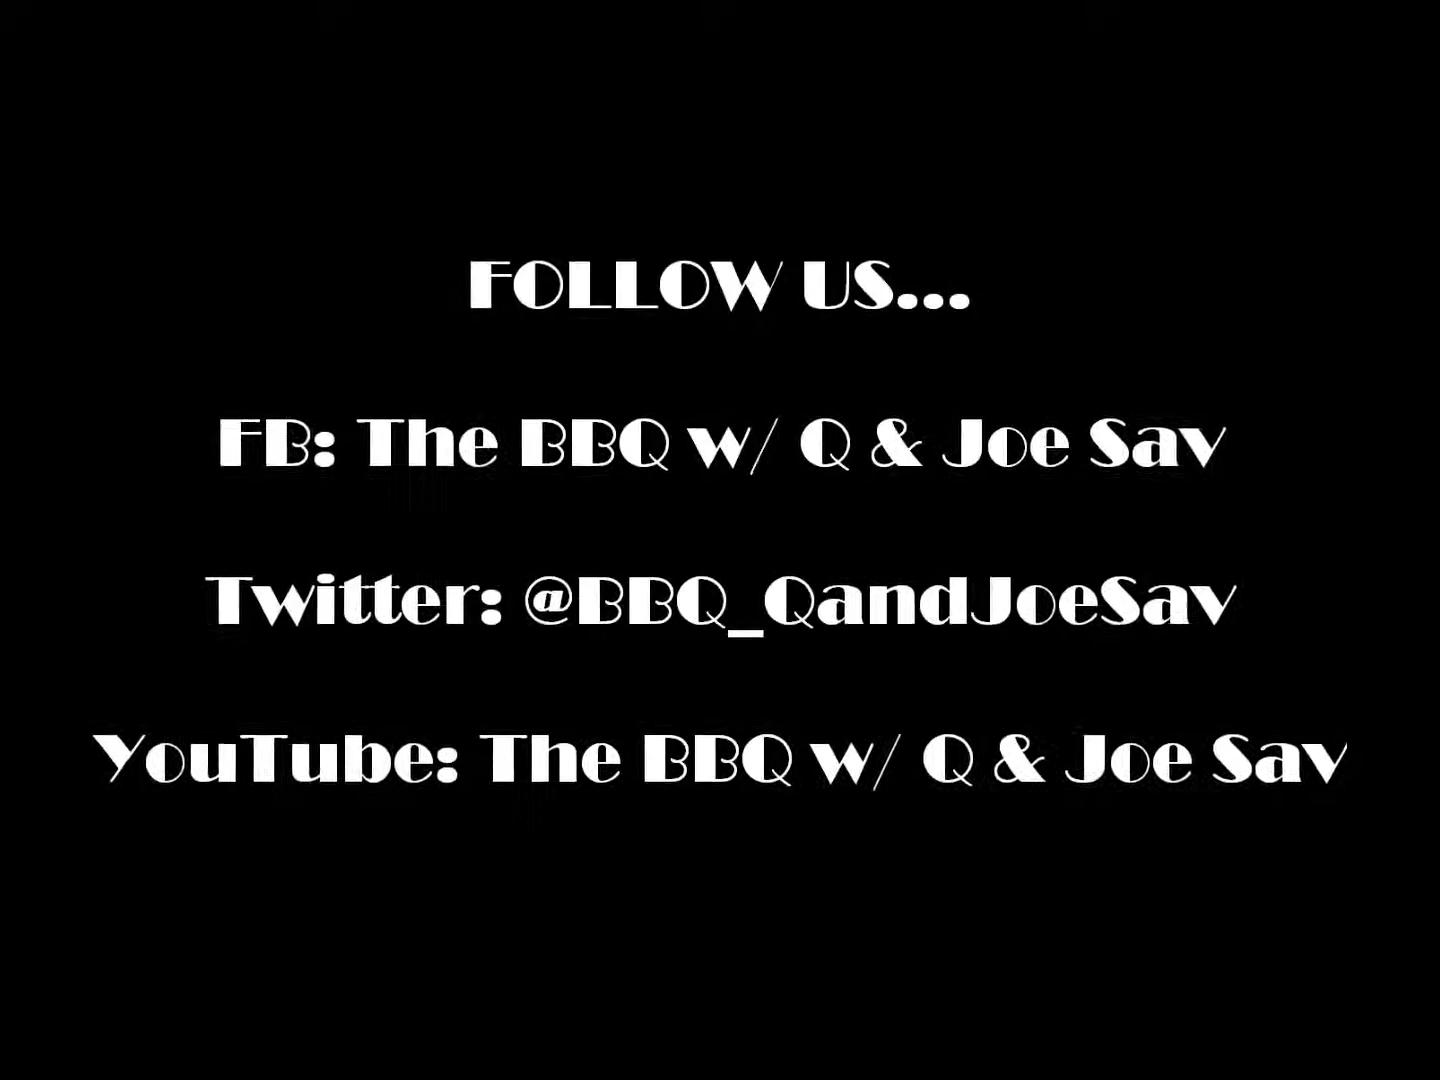 FOLLOW US...
FB: The BBQ w/ Q & Joe Sav
Twitter: @BBQ_QandJoeSav
YouTube: The BBQ w/ Q & Joe Sav